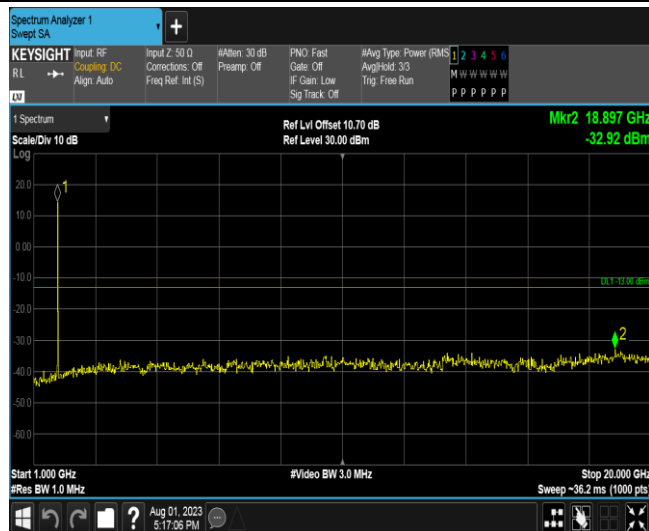 Spectrum Analyzer 1
Swept SA
+
KEYSIGHT Input: RF Input Z: 50 Ω #Atten: 30 dB PNO: Fast #Avg Type: Power (RMS 1 2 3 4 5 6
RL Coupling: DC Corrections: Off Preamp: Off Gate: Off Avg|Hold: 3/3 M W W W W W
Align: Auto Freq Ref: Int (S) IF Gain: Low Trig: Free Run
Sig Track: Off P P P P P P
1 Spectrum Ref Lvl Offset 10.70 dB Mkr2 18.897 GHz
Scale/Div 10 dB Ref Level 30.00 dBm -32.92 dBm
Log
20.0
1
10.0
0.00
-10.0
DL1 -13.00 dBm
-20.0
-30.0
2
-40.0
-50.0
-60.0
Start 1.000 GHz #Video BW 3.0 MHz Stop 20.000 GHz
#Res BW 1.0 MHz Sweep ~36.2 ms (1000 pts)
? Aug 01, 2023
5:17:06 PM